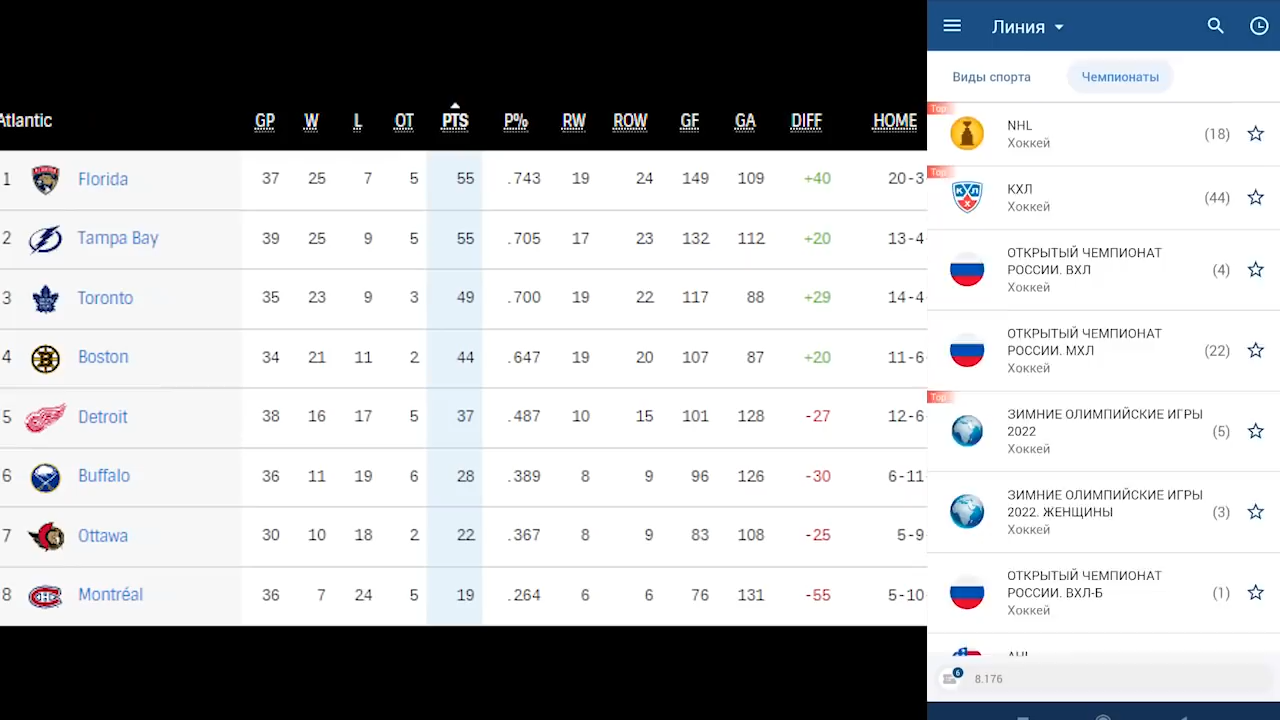 Atlantic GP W L OT PTS P% RW ROW GF GA DIFF HOME
1 Florida 37 25 7 5 55 .743 19 24 149 109 +40 20-3
2 Tampa Bay 39 25 9 5 55 .705 17 23 132 112 +20 13-4
3 Toronto 35 23 9 3 49 .700 19 22 117 88 +29 14-4
4 Boston 34 21 11 2 44 .647 19 20 107 87 +20 11-6
5 Detroit 38 16 17 5 37 .487 10 15 101 128 -27 12-6
6 Buffalo 36 11 19 6 28 .389 8 9 96 126 -30 6-11
7 Ottawa 30 10 18 2 22 .367 8 9 83 108 -25 5-9
8 Montréal 36 7 24 5 19 .264 6 6 76 131 -55 5-10
Линия
Виды спорта Чемпионаты
Top
NHL
Хоккей
(18)
Top
КХЛ
Хоккей
(44)
ОТКРЫТЫЙ ЧЕМПИОНАТ
РОССИИ. ВХЛ
Хоккей
(4)
ОТКРЫТЫЙ ЧЕМПИОНАТ
РОССИИ. МХЛ
Хоккей
(22)
Top
ЗИМНИЕ ОЛИМПИЙСКИЕ ИГРЫ
2022
Хоккей
(5)
ЗИМНИЕ ОЛИМПИЙСКИЕ ИГРЫ
2022. ЖЕНЩИНЫ
Хоккей
(3)
ОТКРЫТЫЙ ЧЕМПИОНАТ
РОССИИ. ВХЛ-Б
Хоккей
(1)
6 8.176